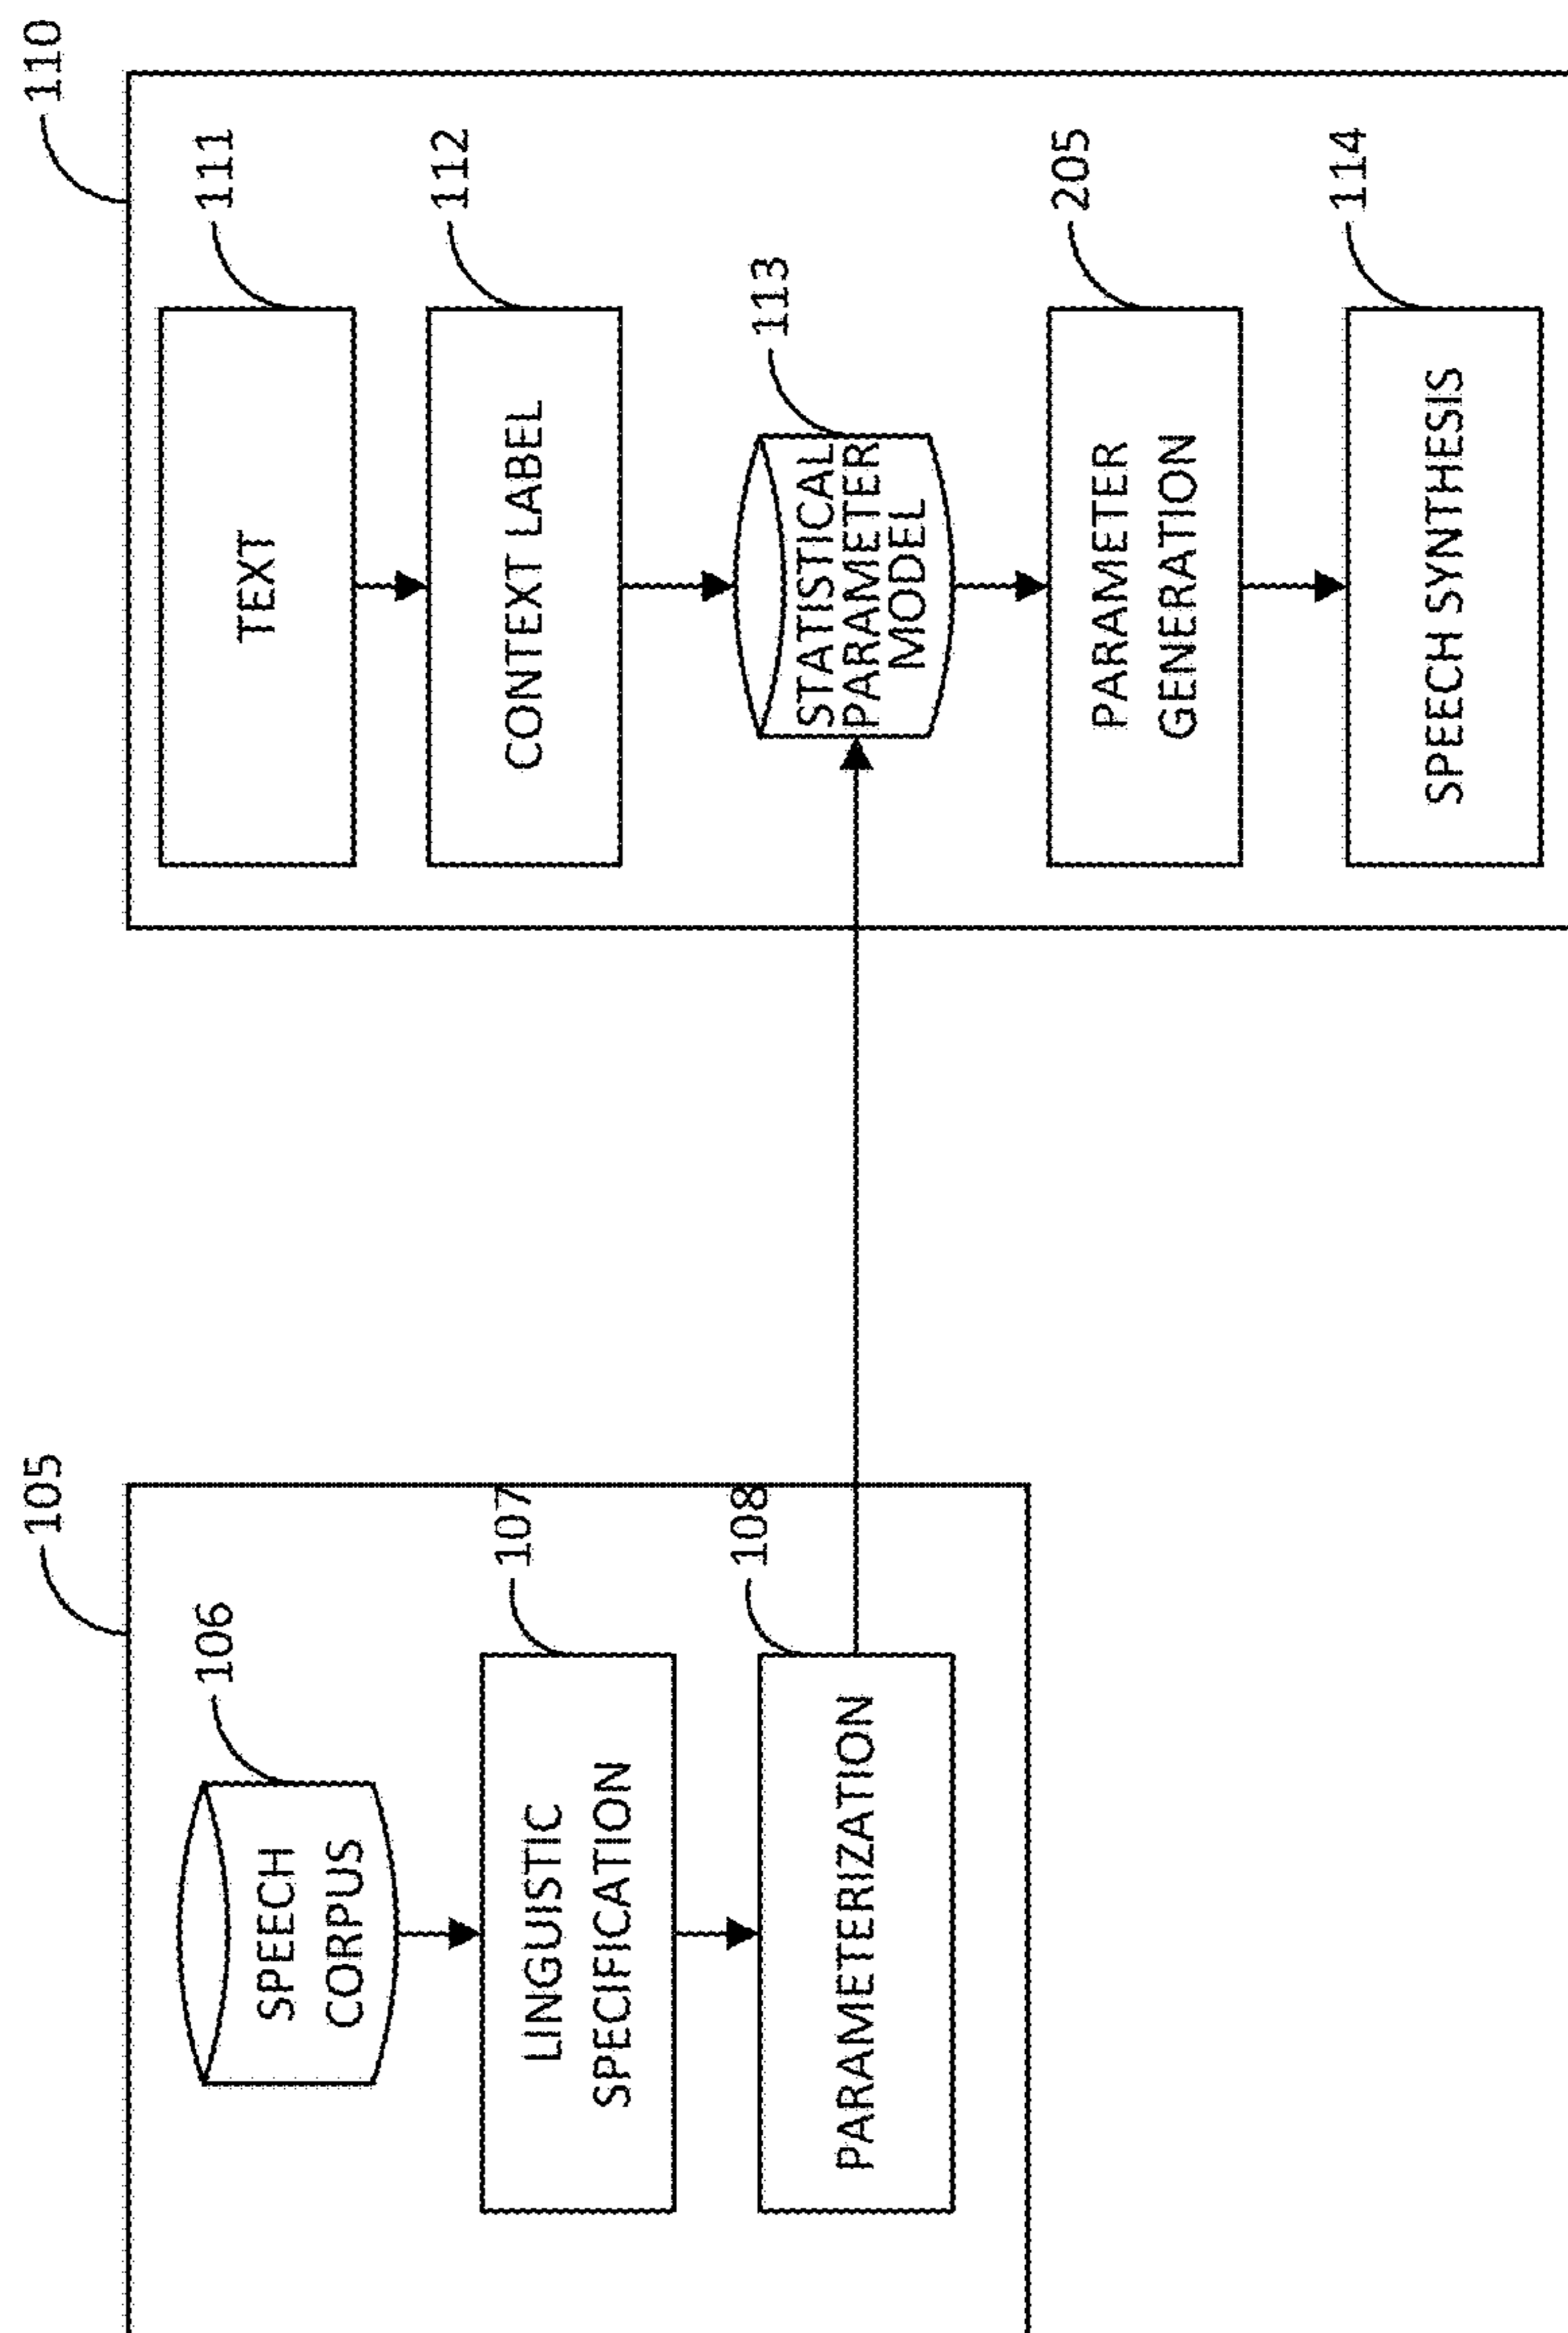 105
106
SPEECH
CORPUS
107
LINGUISTIC
SPECIFICATION
108
PARAMETERIZATION
110
111
TEXT
112
CONTEXT LABEL
113
STATISTICAL
PARAMETER
MODEL
205
PARAMETER
GENERATION
114
SPEECH SYNTHESIS